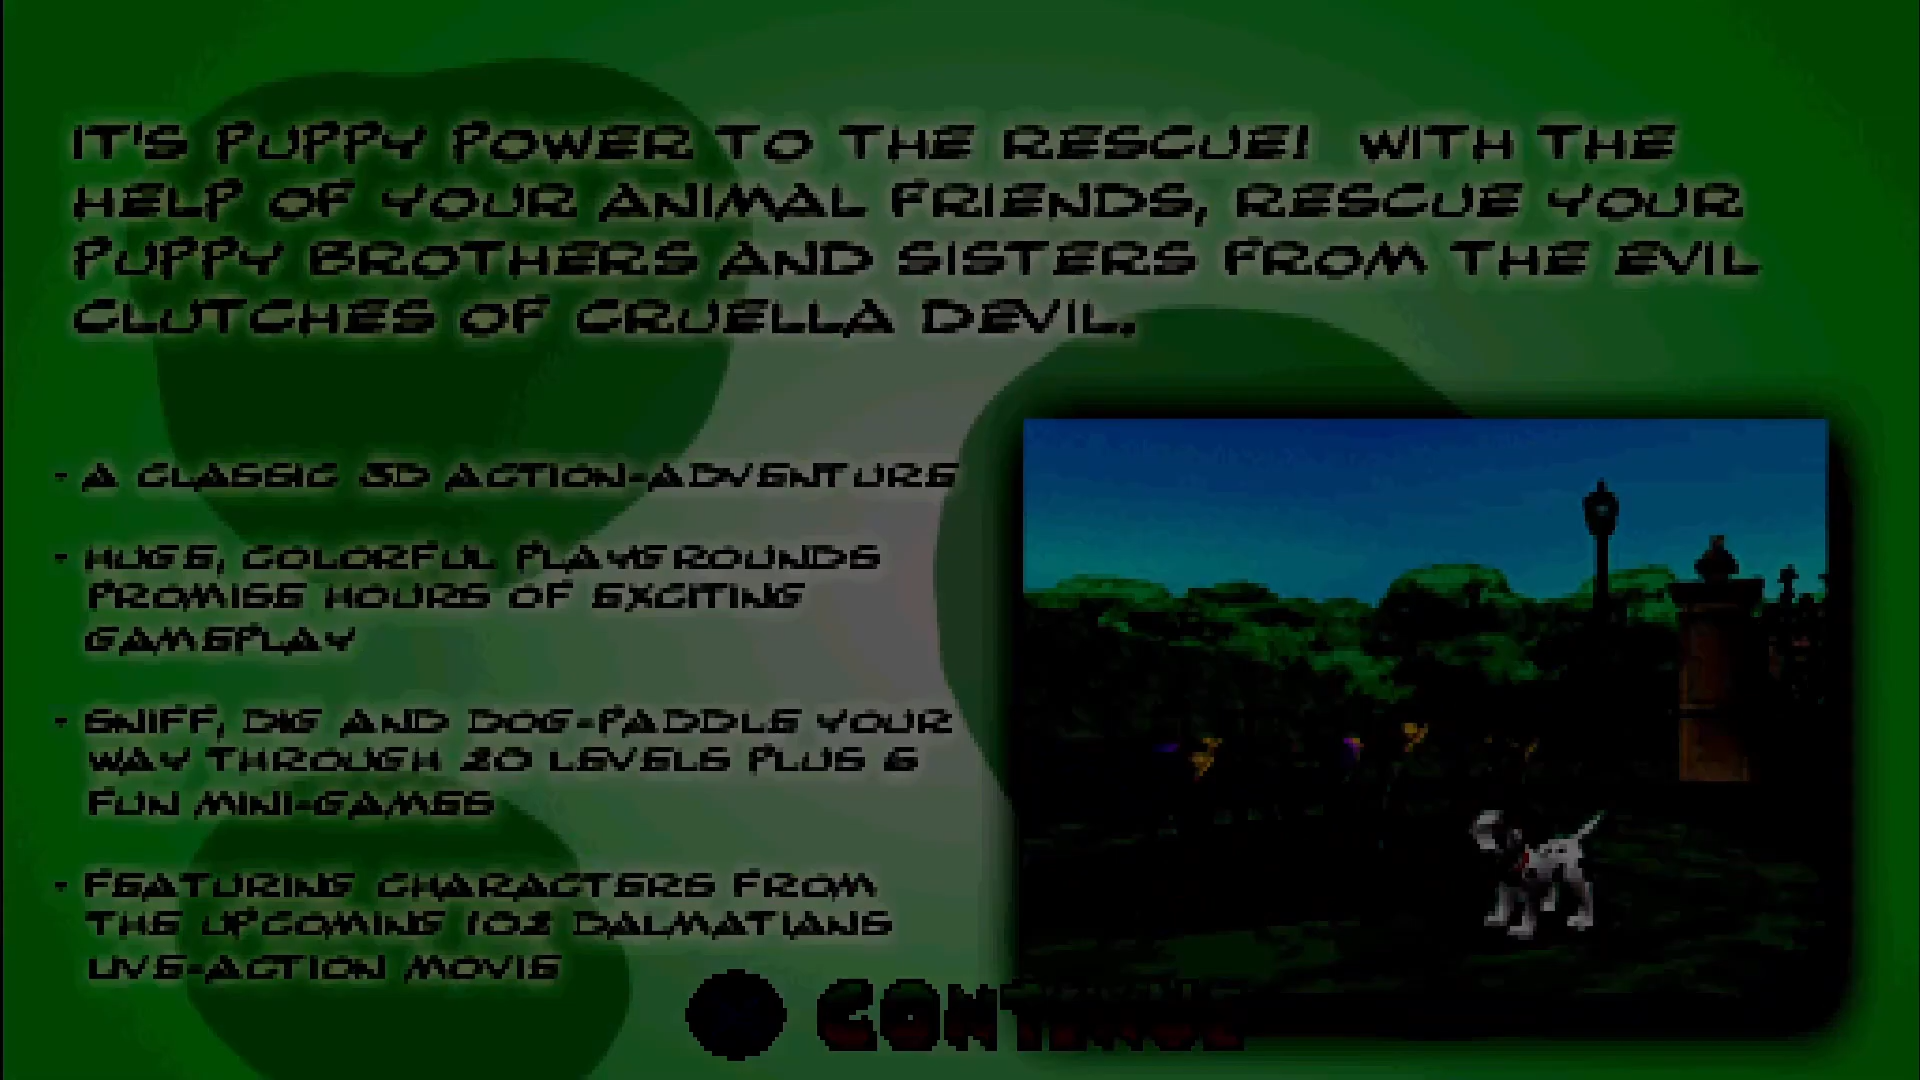 IT'S PUPPY POWER TO THE RESCUE! WITH THE
HELP OF YOUR ANIMAL FRIENDS, RESCUE YOUR
PUPPY BROTHERS AND SISTERS FROM THE EVIL
CLUTCHES OF CRUELLA DEVIL.
- A CLASSIC 3D ACTION-ADVENTURE
- HUGE, COLORFUL PLAYGROUNDS
PROMISE HOURS OF EXCITING
GAMEPLAY
- SNIFF, DIG AND DOG-PADDLE YOUR
WAY THROUGH 20 LEVELS PLUS 6
FUN MINI-GAMES
- FEATURING CHARACTERS FROM
THE UPCOMING 102 DALMATIANS
LIVE-ACTION MOVIE
CONTINUE